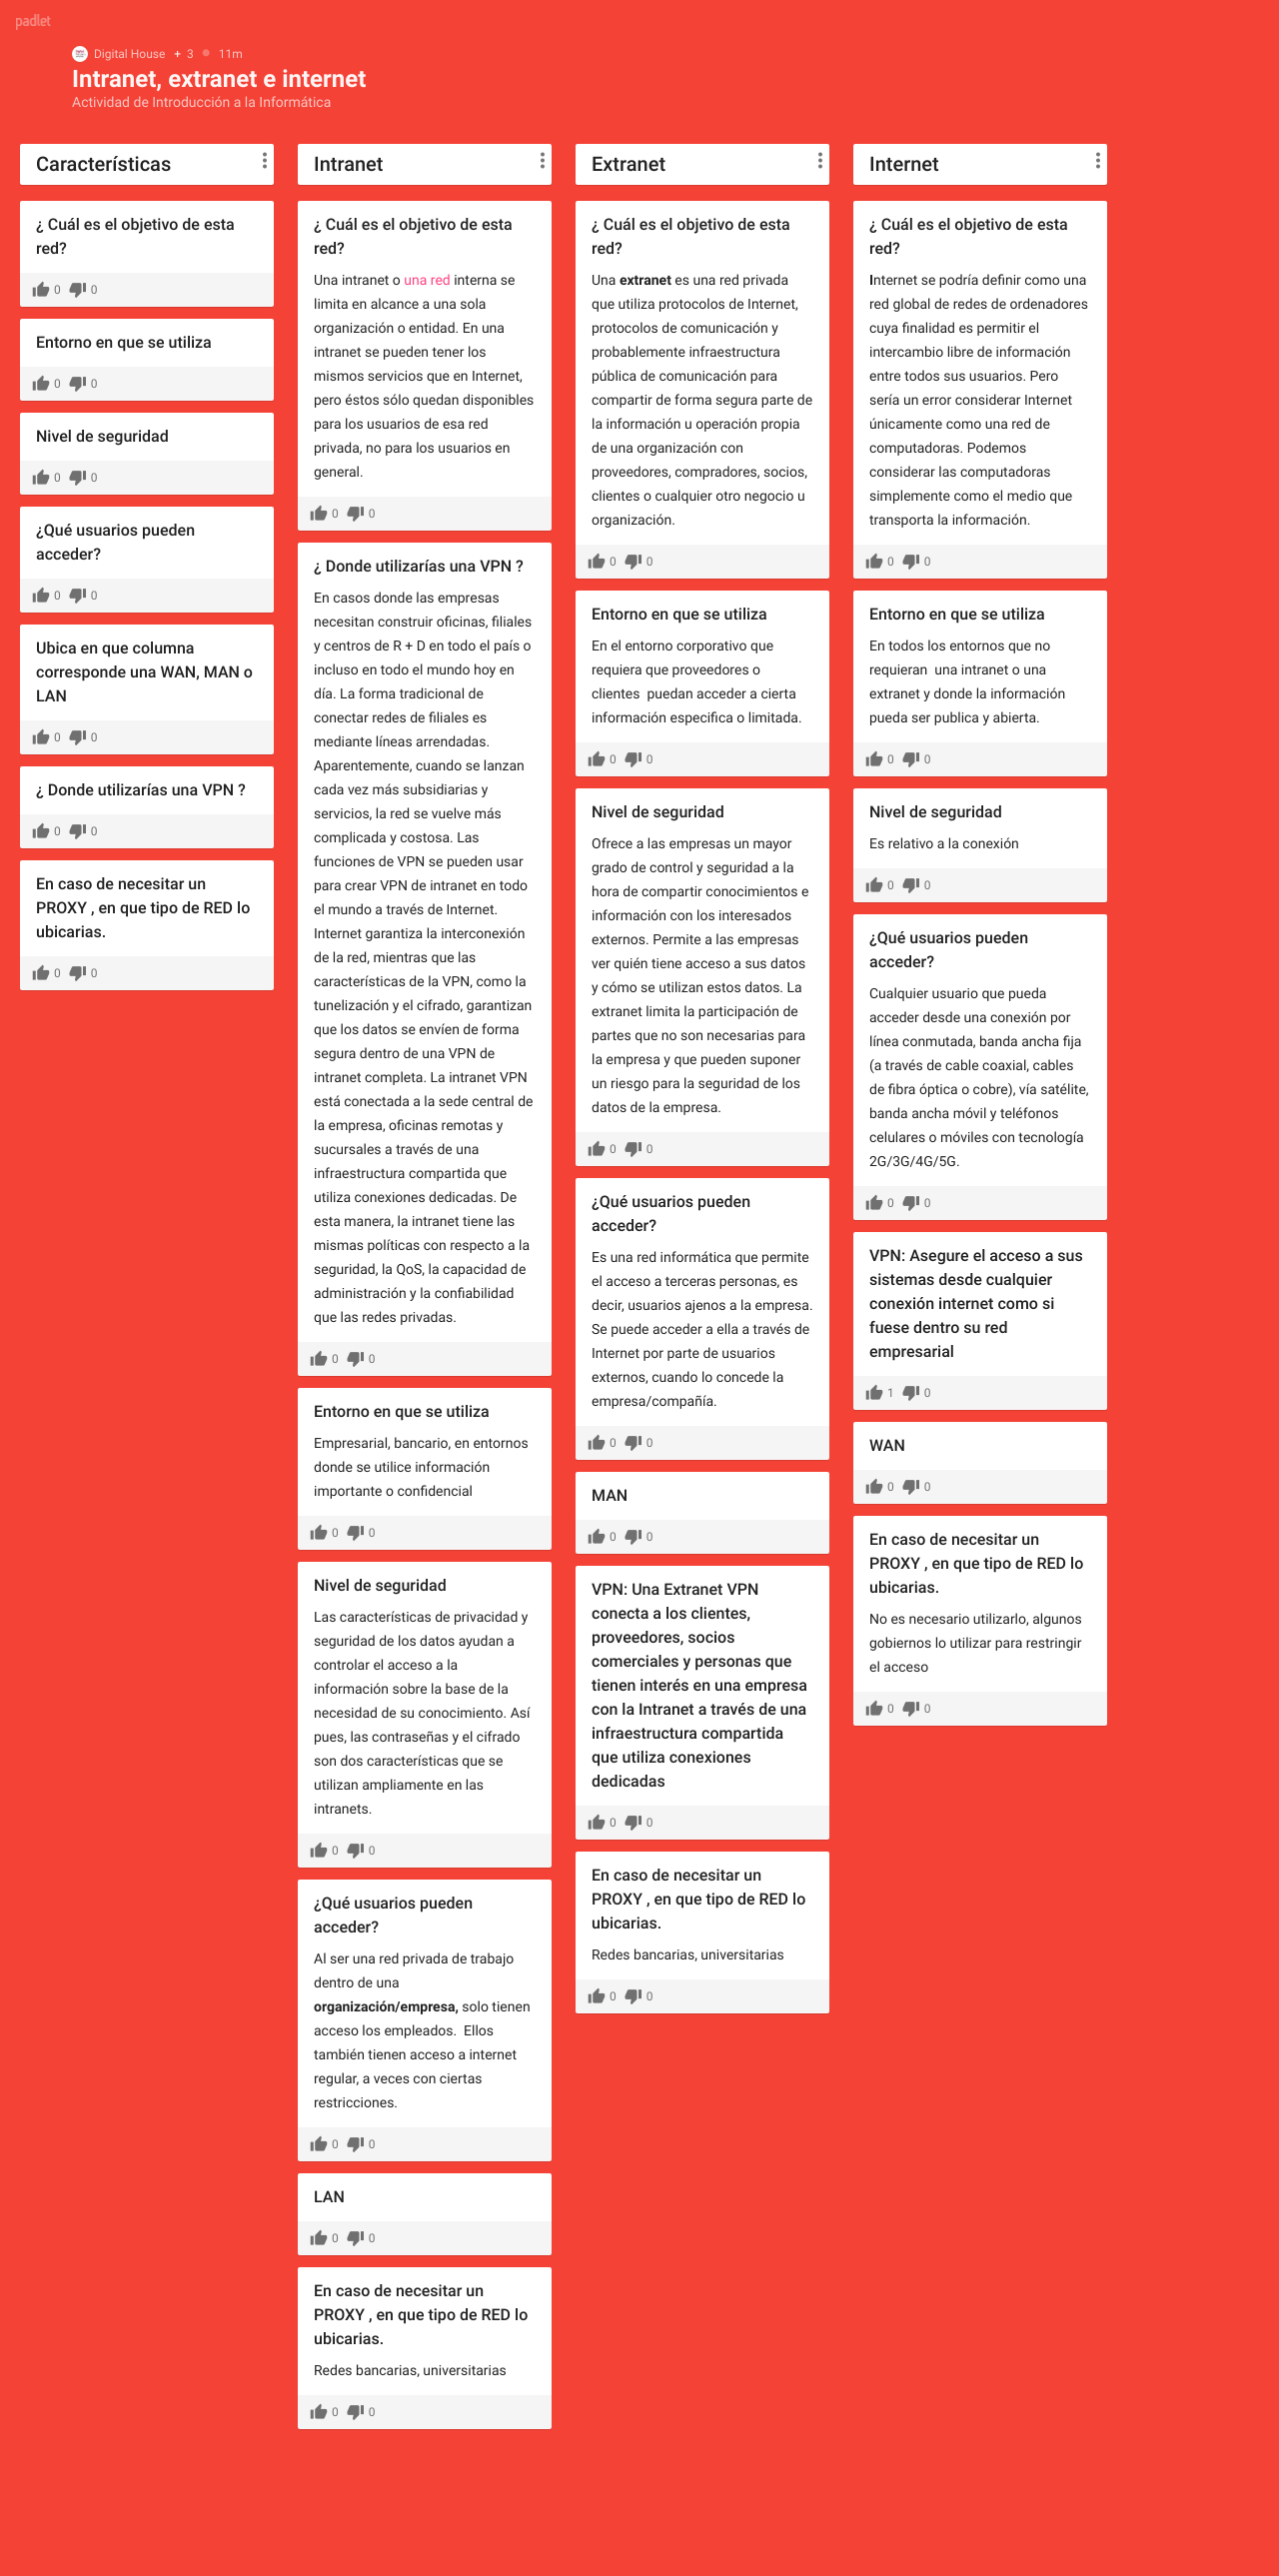 padlet
Digital House + 3 11m
Intranet, extranet e internet
Actividad de Introducción a la Informática
Características
¿ Cuál es el objetivo de esta
red?
0 0
Entorno en que se utiliza
0 0
Nivel de seguridad
0 0
¿Qué usuarios pueden
acceder?
0 0
Ubica en que columna
corresponde una WAN, MAN o
LAN
0 0
¿ Donde utilizarías una VPN ?
0 0
En caso de necesitar un
PROXY , en que tipo de RED lo
ubicarias.
0 0
Intranet
¿ Cuál es el objetivo de esta
red?
Una intranet o una red interna se
limita en alcance a una sola
organización o entidad. En una
intranet se pueden tener los
mismos servicios que en Internet,
pero éstos sólo quedan disponibles
para los usuarios de esa red
privada, no para los usuarios en
general.
0 0
¿ Donde utilizarías una VPN ?
En casos donde las empresas
necesitan construir oficinas, filiales
y centros de R + D en todo el país o
incluso en todo el mundo hoy en
día. La forma tradicional de
conectar redes de filiales es
mediante líneas arrendadas.
Aparentemente, cuando se lanzan
cada vez más subsidiarias y
servicios, la red se vuelve más
complicada y costosa. Las
funciones de VPN se pueden usar
para crear VPN de intranet en todo
el mundo a través de Internet.
Internet garantiza la interconexión
de la red, mientras que las
características de la VPN, como la
tunelización y el cifrado, garantizan
que los datos se envíen de forma
segura dentro de una VPN de
intranet completa. La intranet VPN
está conectada a la sede central de
la empresa, oficinas remotas y
sucursales a través de una
infraestructura compartida que
utiliza conexiones dedicadas. De
esta manera, la intranet tiene las
mismas políticas con respecto a la
seguridad, la QoS, la capacidad de
administración y la confiabilidad
que las redes privadas.
0 0
Entorno en que se utiliza
Empresarial, bancario, en entornos
donde se utilice información
importante o confidencial
0 0
Nivel de seguridad
Las características de privacidad y
seguridad de los datos ayudan a
controlar el acceso a la
información sobre la base de la
necesidad de su conocimiento. Así
pues, las contraseñas y el cifrado
son dos características que se
utilizan ampliamente en las
intranets.
0 0
¿Qué usuarios pueden
acceder?
Al ser una red privada de trabajo
dentro de una
organización/empresa, solo tienen
acceso los empleados.  Ellos
también tienen acceso a internet
regular, a veces con ciertas
restricciones.
0 0
LAN
0 0
En caso de necesitar un
PROXY , en que tipo de RED lo
ubicarias.
Redes bancarias, universitarias
0 0
Extranet
¿ Cuál es el objetivo de esta
red?
Una extranet es una red privada
que utiliza protocolos de Internet,
protocolos de comunicación y
probablemente infraestructura
pública de comunicación para
compartir de forma segura parte de
la información u operación propia
de una organización con
proveedores, compradores, socios,
clientes o cualquier otro negocio u
organización.
0 0
Entorno en que se utiliza
En el entorno corporativo que
requiera que proveedores o
clientes  puedan acceder a cierta
información especifica o limitada.
0 0
Nivel de seguridad
Ofrece a las empresas un mayor
grado de control y seguridad a la
hora de compartir conocimientos e
información con los interesados
externos. Permite a las empresas
ver quién tiene acceso a sus datos
y cómo se utilizan estos datos. La
extranet limita la participación de
partes que no son necesarias para
la empresa y que pueden suponer
un riesgo para la seguridad de los
datos de la empresa.
0 0
¿Qué usuarios pueden
acceder?
Es una red informática que permite
el acceso a terceras personas, es
decir, usuarios ajenos a la empresa.
Se puede acceder a ella a través de
Internet por parte de usuarios
externos, cuando lo concede la
empresa/compañía.
0 0
MAN
0 0
VPN: Una Extranet VPN
conecta a los clientes,
proveedores, socios
comerciales y personas que
tienen interés en una empresa
con la Intranet a través de una
infraestructura compartida
que utiliza conexiones
dedicadas
0 0
En caso de necesitar un
PROXY , en que tipo de RED lo
ubicarias.
Redes bancarias, universitarias
0 0
Internet
¿ Cuál es el objetivo de esta
red?
Internet se podría definir como una
red global de redes de ordenadores
cuya finalidad es permitir el
intercambio libre de información
entre todos sus usuarios. Pero
sería un error considerar Internet
únicamente como una red de
computadoras. Podemos
considerar las computadoras
simplemente como el medio que
transporta la información.
0 0
Entorno en que se utiliza
En todos los entornos que no
requieran  una intranet o una
extranet y donde la información
pueda ser publica y abierta.
0 0
Nivel de seguridad
Es relativo a la conexión
0 0
¿Qué usuarios pueden
acceder?
Cualquier usuario que pueda
acceder desde una conexión por
línea conmutada, banda ancha fija
(a través de cable coaxial, cables
de fibra óptica o cobre), vía satélite,
banda ancha móvil y teléfonos
celulares o móviles con tecnología
2G/3G/4G/5G.
0 0
VPN: Asegure el acceso a sus
sistemas desde cualquier
conexión internet como si
fuese dentro su red
empresarial
1 0
WAN
0 0
En caso de necesitar un
PROXY , en que tipo de RED lo
ubicarias.
No es necesario utilizarlo, algunos
gobiernos lo utilizar para restringir
el acceso
0 0